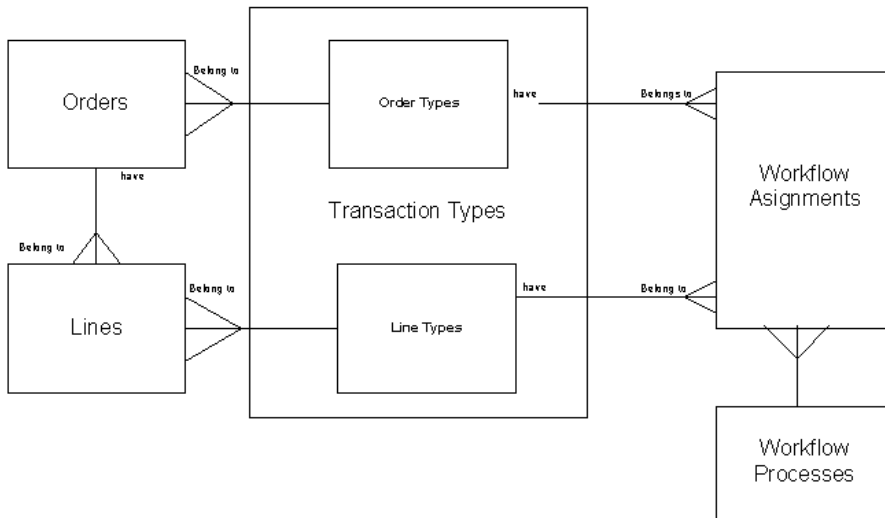 Belong to
Orders
Order Types
have
Belongs to
have
Transaction Types
Workflow
Asignments
Belong to
Belong to
Lines
Line Types
have
Belong to
Workflow
Processes